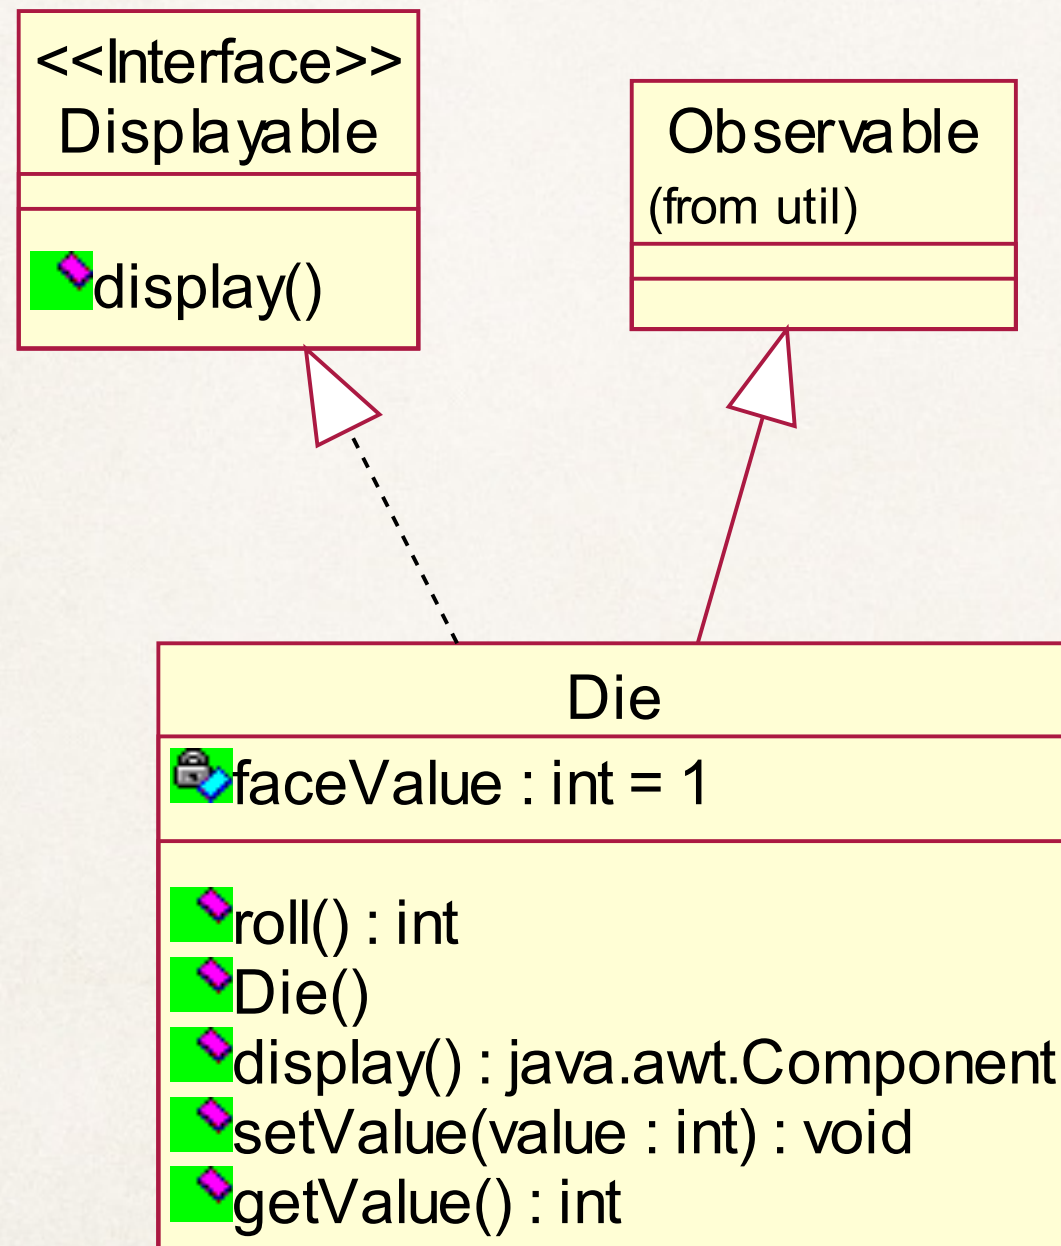 <<Interface>>
Displayable
display()
Observable
(from util)
Die
faceValue : int = 1
roll() : int
Die()
display() : java.awt.Component
setValue(value : int) : void
getValue() : int